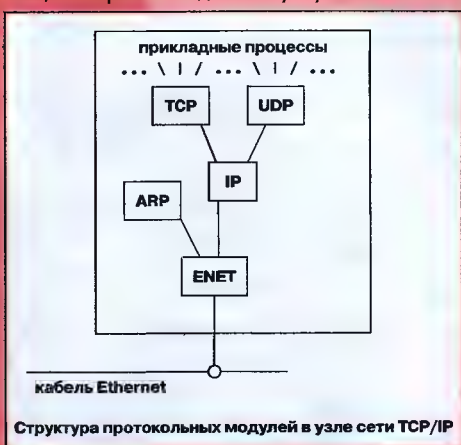 прикладные процессы
... \ | / ... \ | / ...
TCP UDP
IP
ARP
ENET
кабель Ethernet
Структура протокольных модулей в узле сети TCP/IP